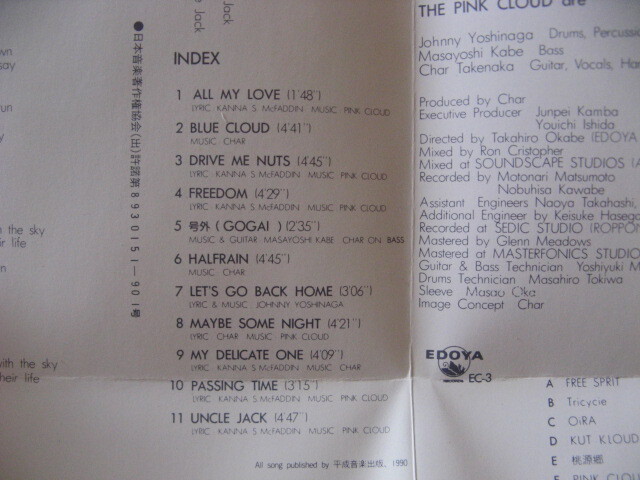 Jack
Jack
wn
say
run
h the sky
r life
n
with the sky
heir life
●日本音楽著作権協会(出)許諾第8930151-901号
INDEX
1 ALL MY LOVE (1'48'')
LYRIC KANNA S McFADDIN MUSIC PINK CLOUD
2 BLUE CLOUD (4'41'')
MUSIC CHAR
3 DRIVE ME NUTS (4'45'')
LYRIC KANNA S McFADDIN MUSIC PINK CLOUD
4 FREEDOM (4'29'')
LYRIC KANNA S McFADDIN MUSIC PINK CLOUD
5 号外 (GOGAI) (2'35'')
MUSIC & GUITAR MASAYOSHI KABE CHAR ON BASS
6 HALFRAIN (4'45'')
MUSIC CHAR
7 LET'S GO BACK HOME (3'06'')
LYRIC & MUSIC JOHNNY YOSHINAGA
8 MAYBE SOME NIGHT (4'21'')
LYRIC CHAR MUSIC PINK CLOUD
9 MY DELICATE ONE (4'09'')
LYRIC KANNA S McFADDIN MUSIC CHAR
10 PASSING TIME (3'15'')
LYRIC KANNA S McFADDIN MUSIC PINK CLOUD
11 UNCLE JACK (4'47'')
LYRIC KANNA S McFADDIN MUSIC PINK CLOUD
All song published by 平成音楽出版, 1990
THE PINK CLOUD are
Johnny Yoshinaga Drums, Percussio
Masayoshi Kabe Bass
Char Takenaka Guitar, Vocals, Har
Produced by Char
Executive Producer Junpei Kamba
Youichi Ishida
Directed by Takahiro Okabe (EDOYA
Mixed by Ron Cristopher
Mixed at SOUNDSCAPE STUDIOS (A
Recorded by Motonari Matsumoto
Nobuhisa Kawabe
Assistant Engineers Naoya Takahashi,
Additional Engineer by Keisuke Hasego
Recorded at SEDIC STUDIO (ROPPON
Mastered by Glenn Meadows
Mastered at MASTERFONICS STUDIO
Guitar & Bass Technician Yoshiyuki M
Drums Technician Masahiro Tokiwa
Sleeve Masao Oka
Image Concept Char
EDOYA
RECORDS
EC-3
A FREE SPRIT
B Tricycie
C OiRA
D KUT KLOUD
E 桃源郷
F PINK CLOU